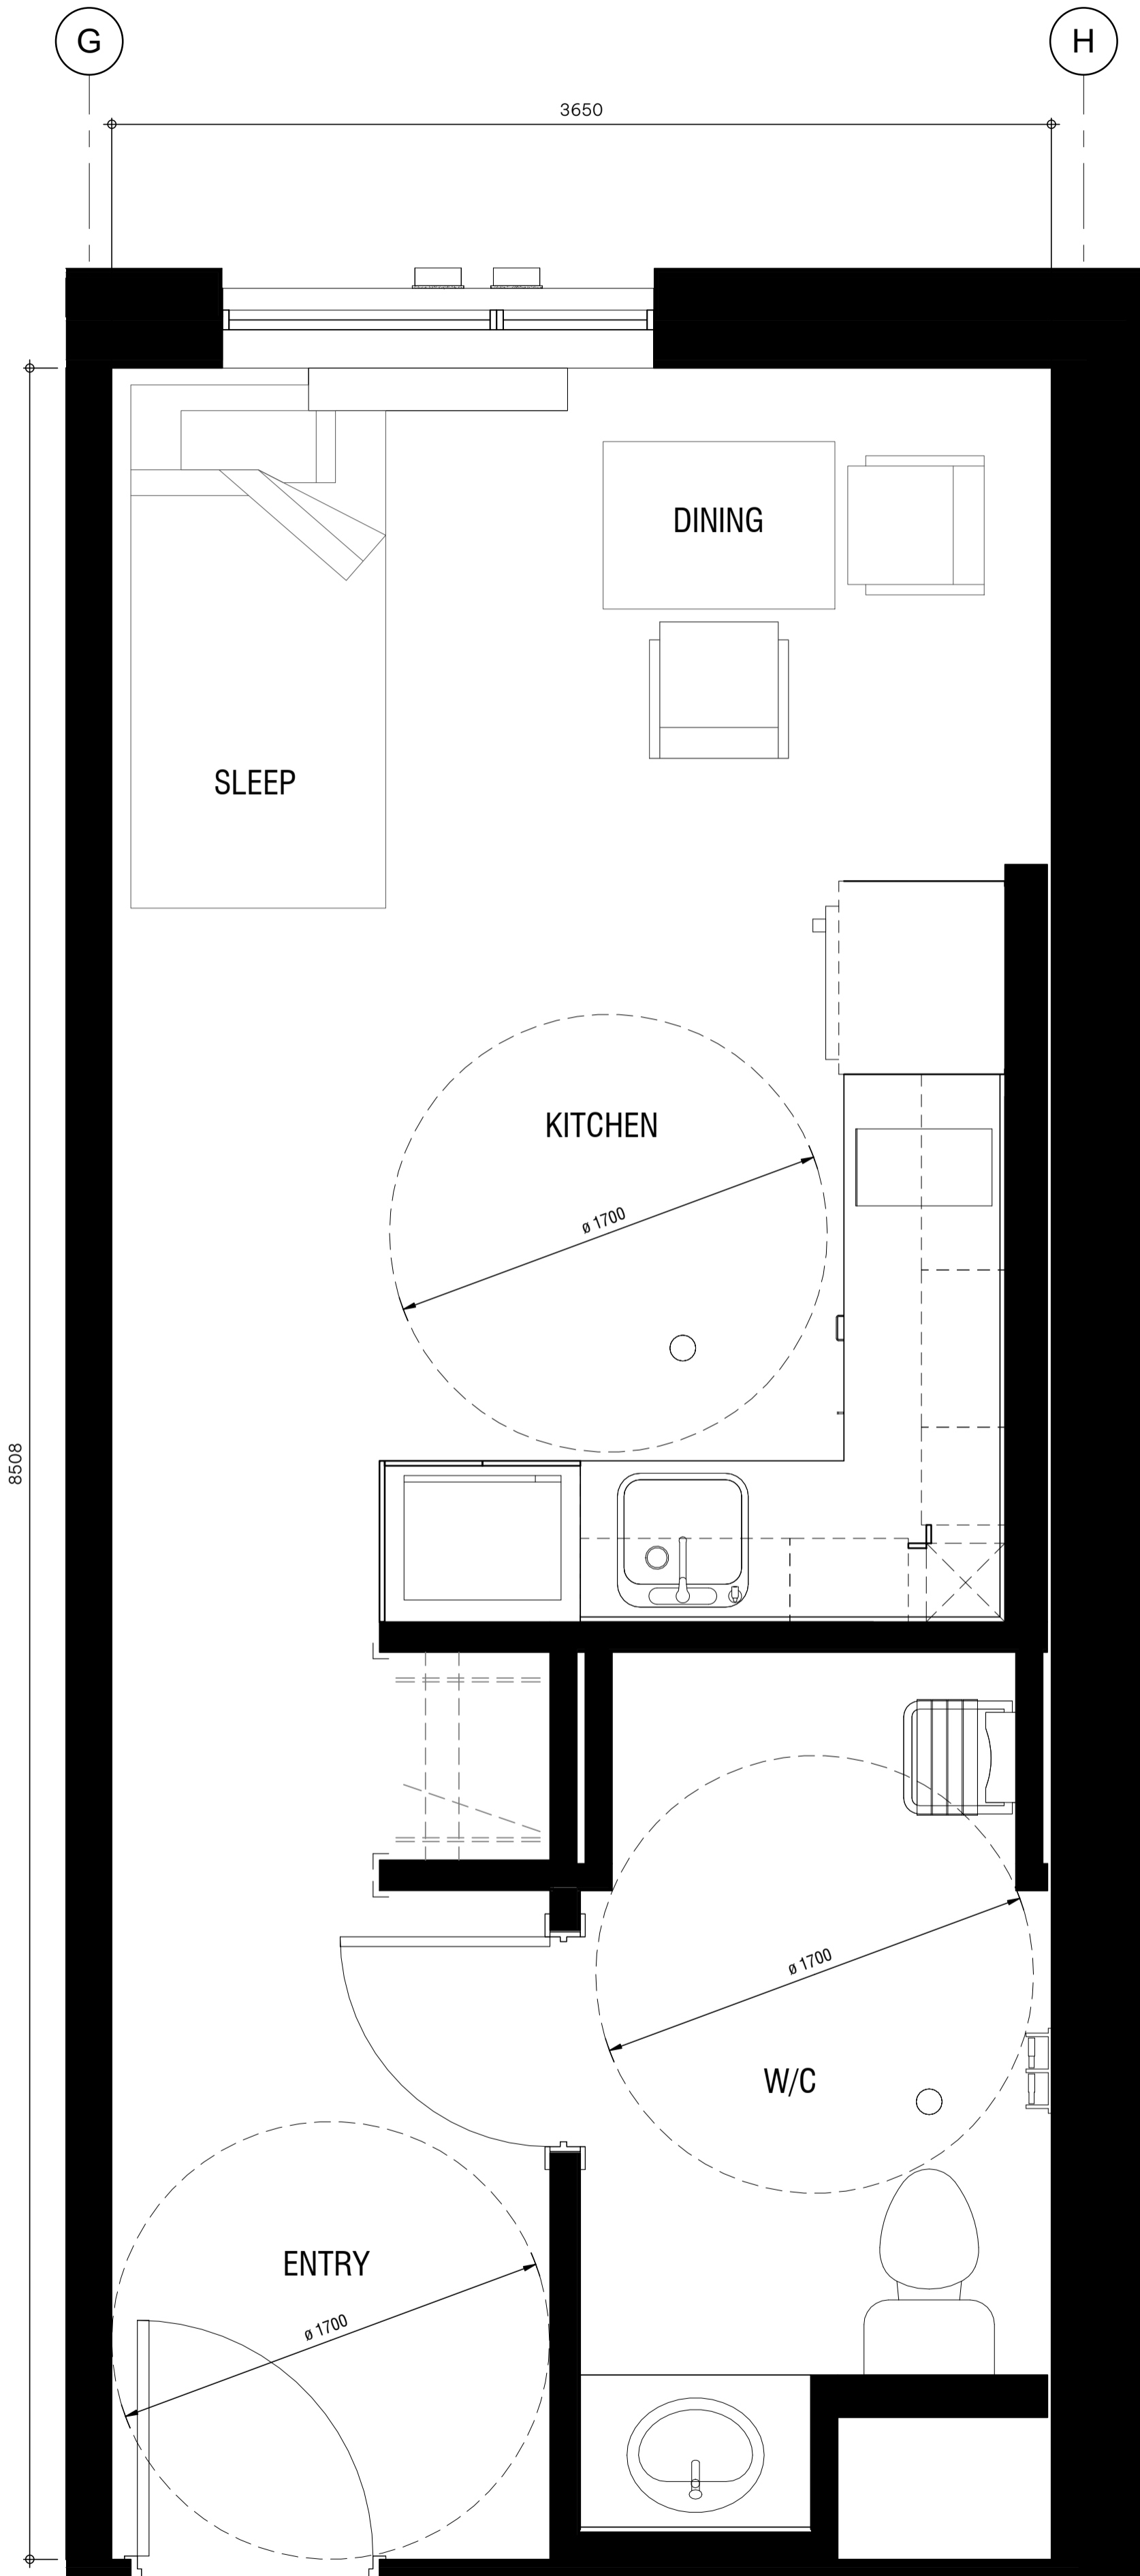 G
H
3650
DINING
SLEEP
KITCHEN
ø 1700
8508
ø 1700
W/C
ENTRY
ø 1700